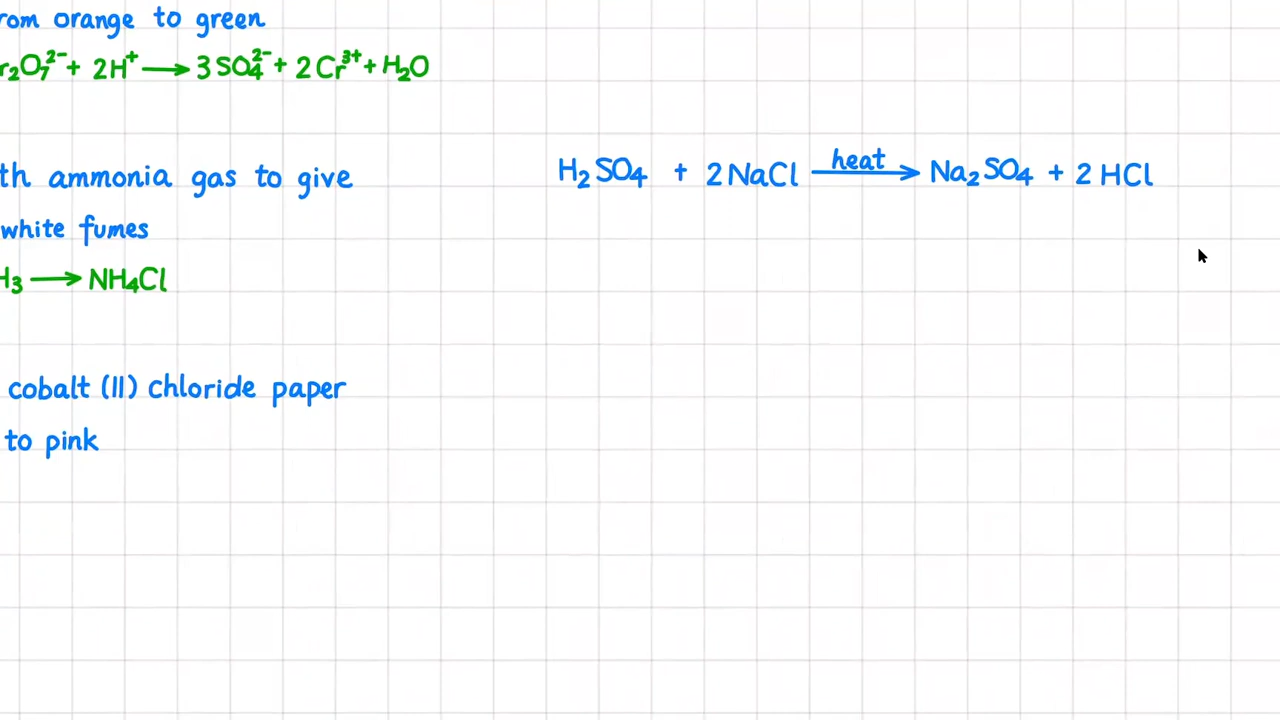 rom orange to green
r₂O₇²⁻ + 2H⁺ ⟶ 3SO₄²⁻ + 2Cr³⁺ + H₂O
th ammonia gas to give
white fumes
H₃ ⟶ NH₄Cl
cobalt (II) chloride paper
to pink
H₂SO₄ + 2NaCl heat⟶ Na₂SO₄ + 2HCl